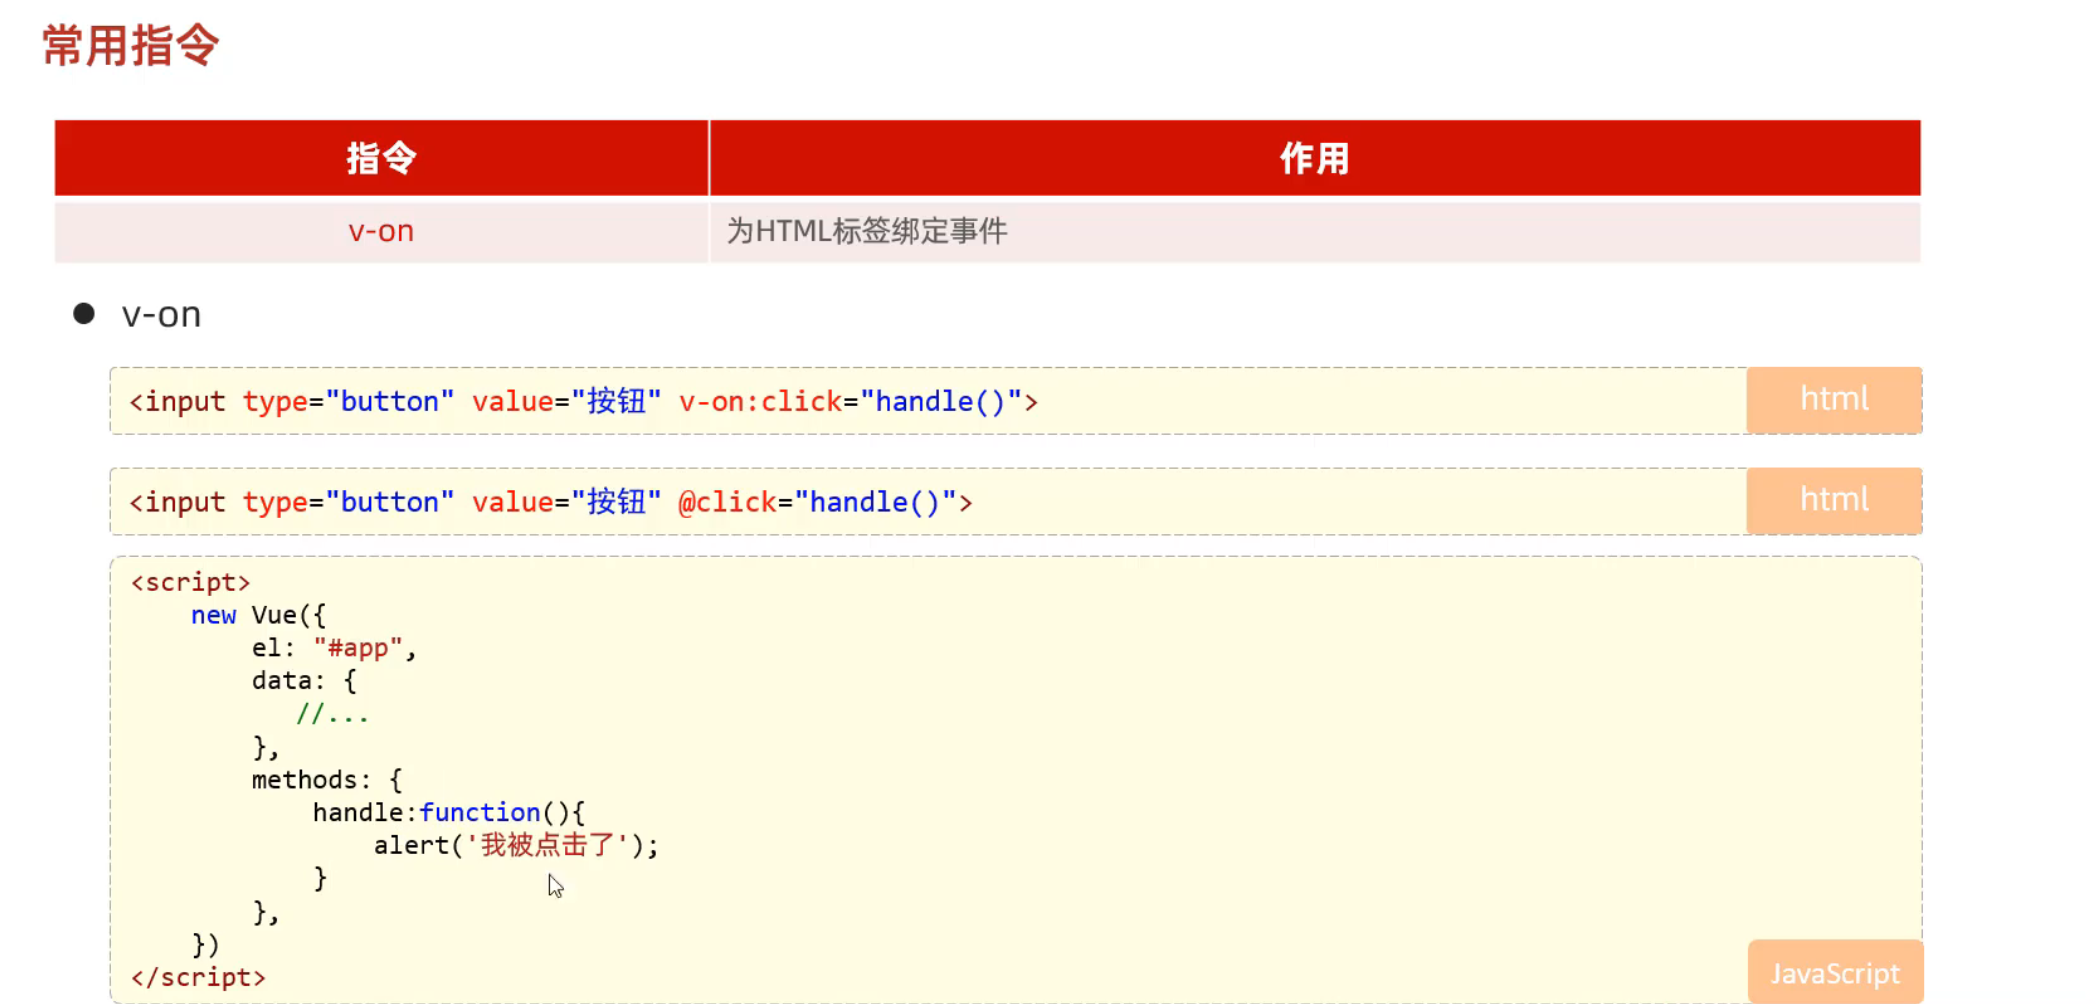 常用指令
指令 作用
v-on 为HTML标签绑定事件
● v-on
<input type="button" value="按钮" v-on:click="handle()"> html
<input type="button" value="按钮" @click="handle()"> html
<script>
    new Vue({
        el: "#app",
        data: {
           //...
        },
        methods: {
            handle:function(){
                alert('我被点击了');
            }
        },
    })
</script>
JavaScript